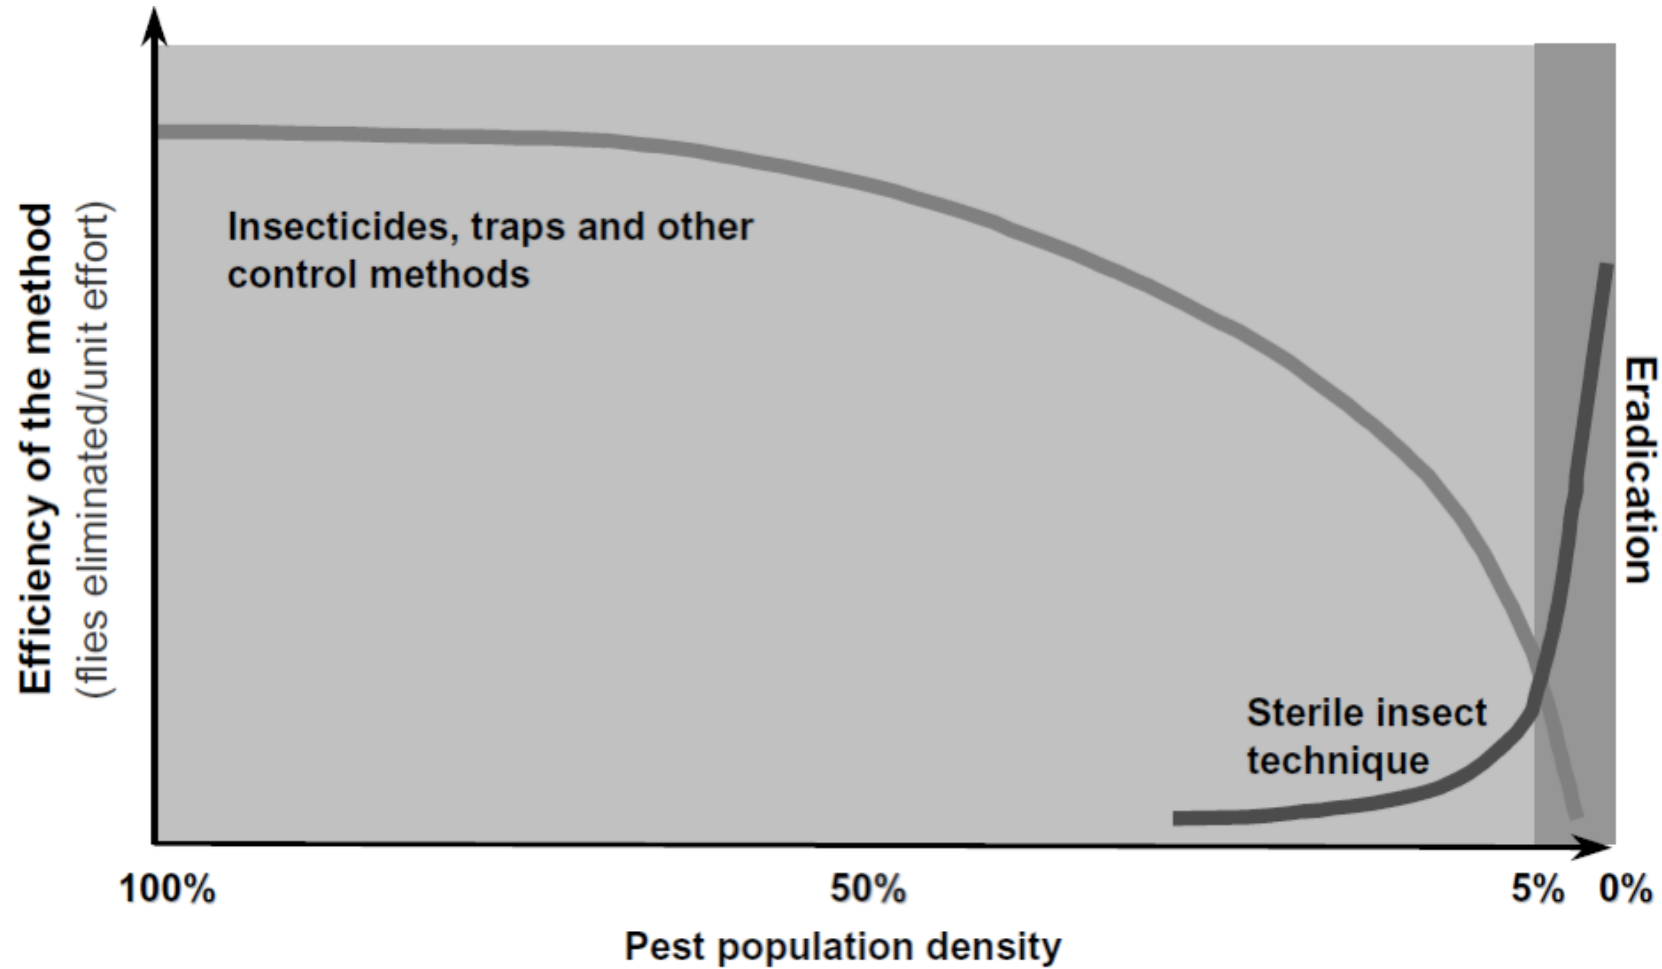 Efficiency of the method
(flies eliminated/unit effort)
Insecticides, traps and other
control methods
Sterile insect
technique
Eradication
100%
50%
5%
0%
Pest population density